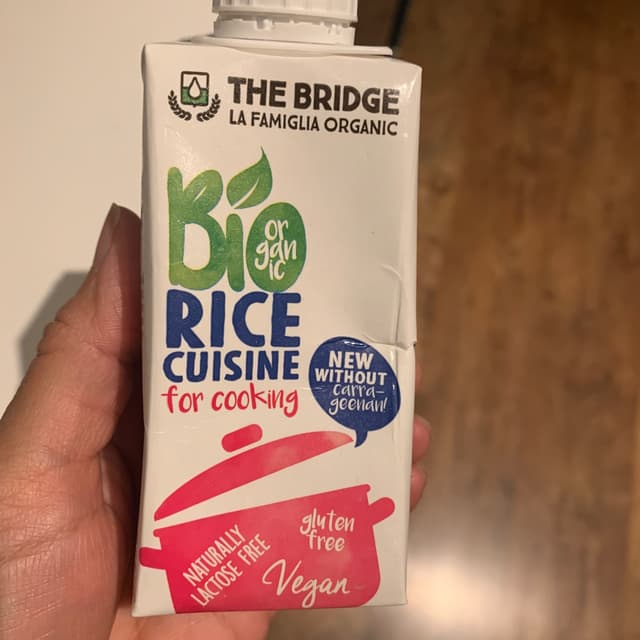 THE BRIDGE
LA FAMIGLIA ORGANIC
Bio
or
gan
ic
RICE
CUISINE
for cooking
NEW
WITHOUT
carra-
geenan!
NATURALLY
LACTOSE FREE
gluten
free
Vegan